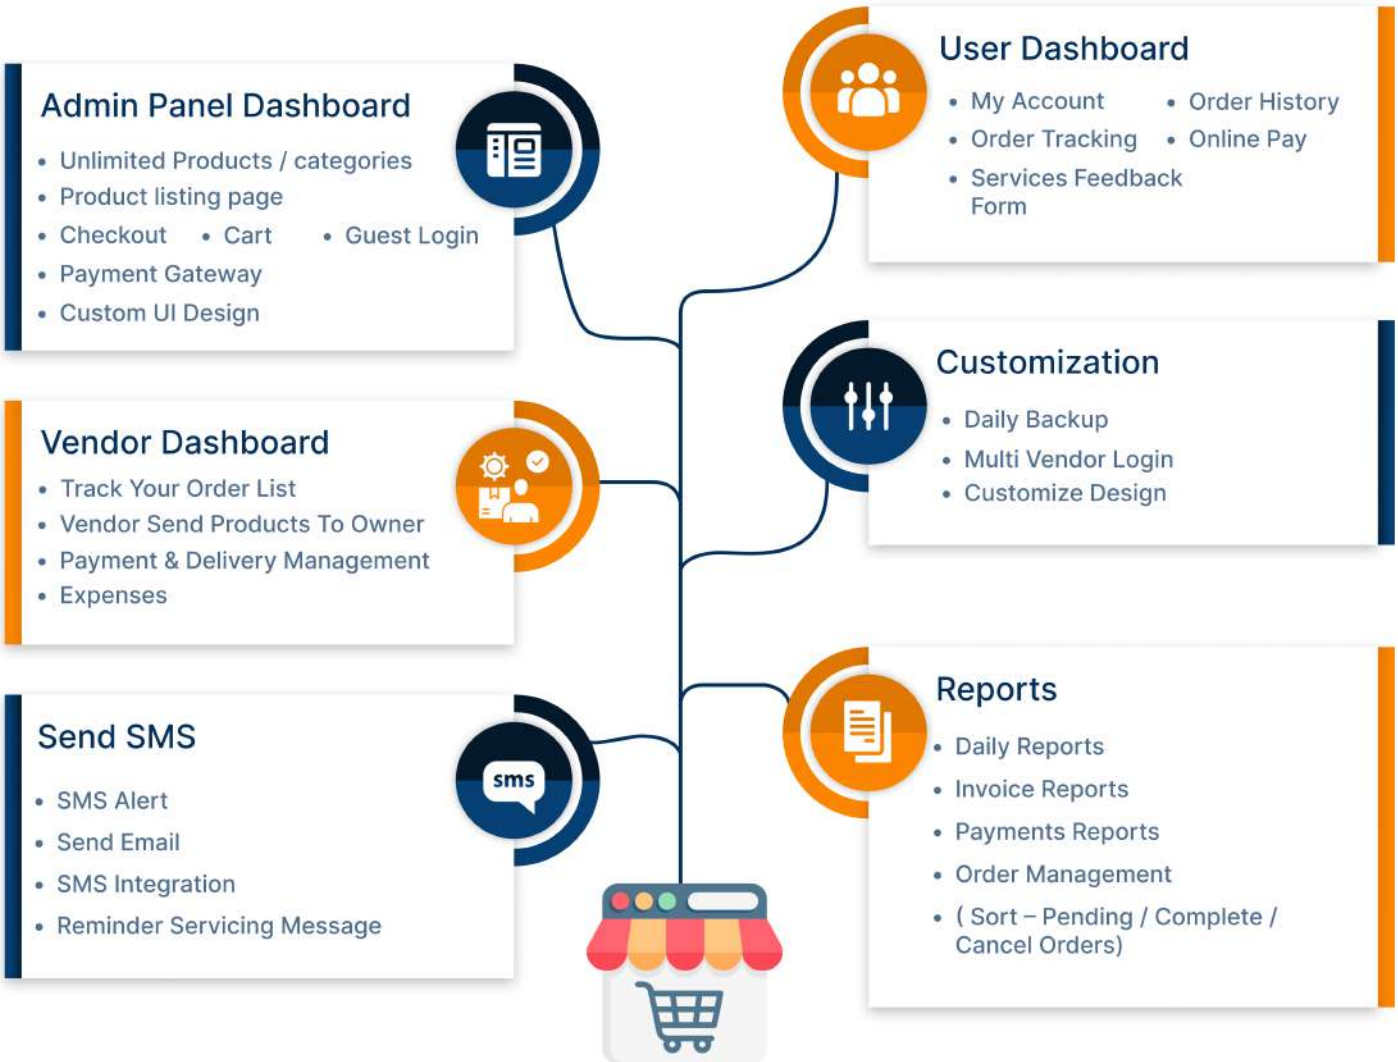 Admin Panel Dashboard
• Unlimited Products / categories
• Product listing page
• Checkout • Cart • Guest Login
• Payment Gateway
• Custom UI Design
Vendor Dashboard
• Track Your Order List
• Vendor Send Products To Owner
• Payment & Delivery Management
• Expenses
Send SMS
sms
• SMS Alert
• Send Email
• SMS Integration
• Reminder Servicing Message
User Dashboard
• My Account • Order History
• Order Tracking • Online Pay
• Services Feedback
Form
Customization
• Daily Backup
• Multi Vendor Login
• Customize Design
Reports
• Daily Reports
• Invoice Reports
• Payments Reports
• Order Management
• ( Sort – Pending / Complete /
Cancel Orders)